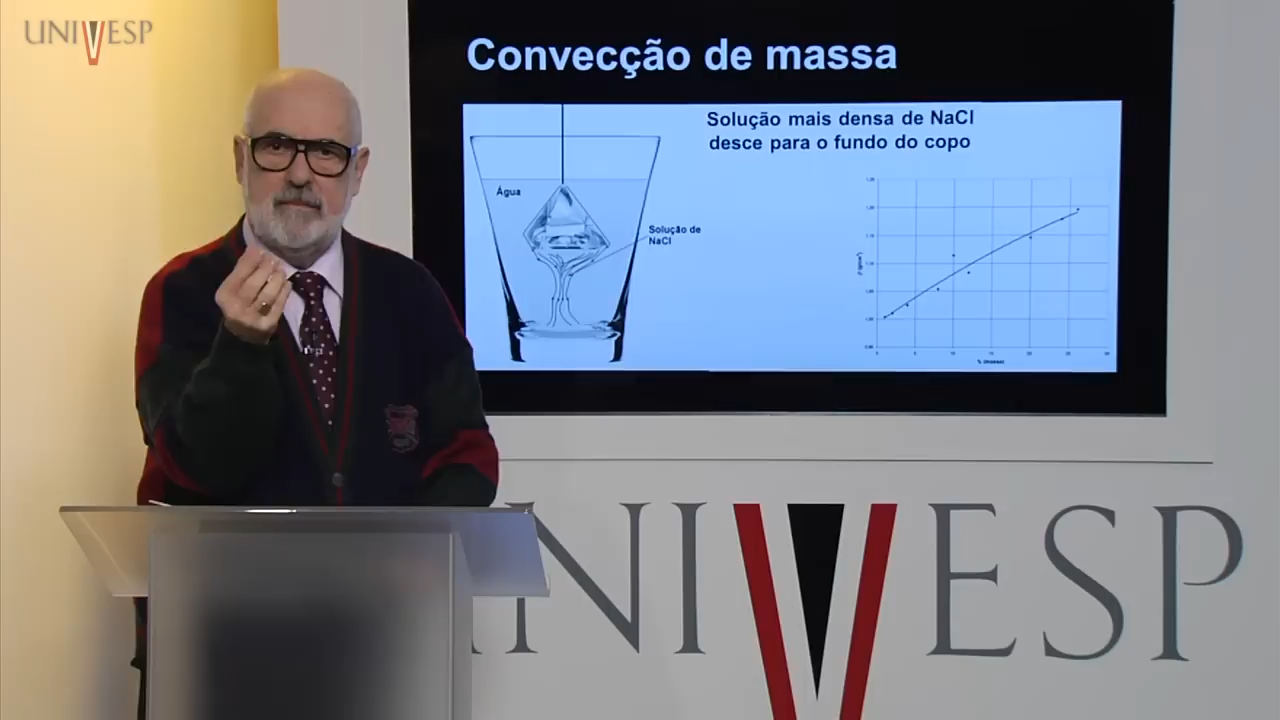 UNIVESP
Convecção de massa
Solução mais densa de NaCl
desce para o fundo do copo
Água
Solução de
NaCl
UNIVESP